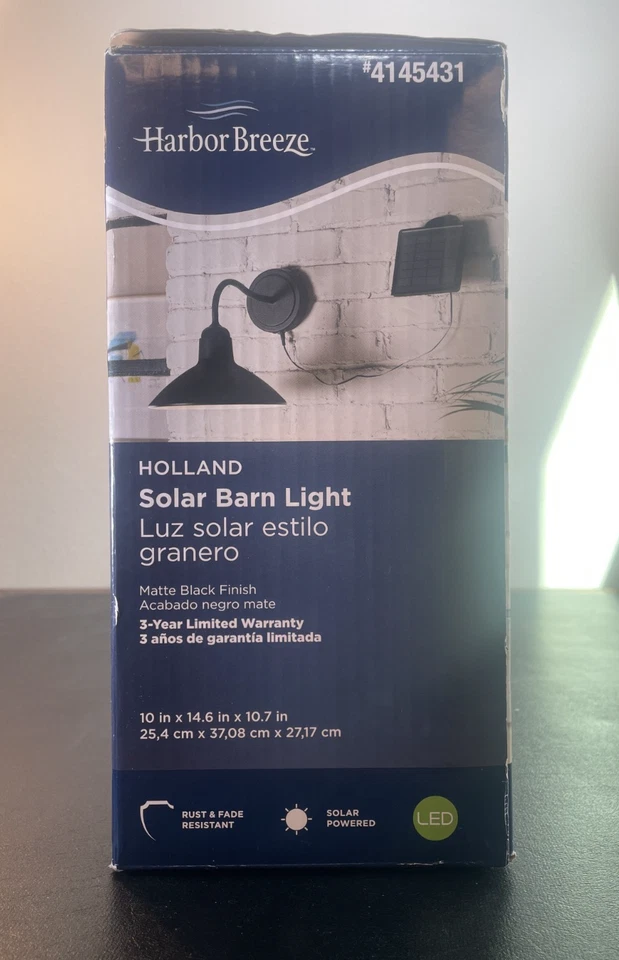 #4145431
Harbor Breeze™
HOLLAND
Solar Barn Light
Luz solar estilo
granero
Matte Black Finish
Acabado negro mate
3-Year Limited Warranty
3 años de garantía limitada
10 in x 14.6 in x 10.7 in
25,4 cm x 37,08 cm x 27,17 cm
RUST & FADE
RESISTANT
SOLAR
POWERED
LED